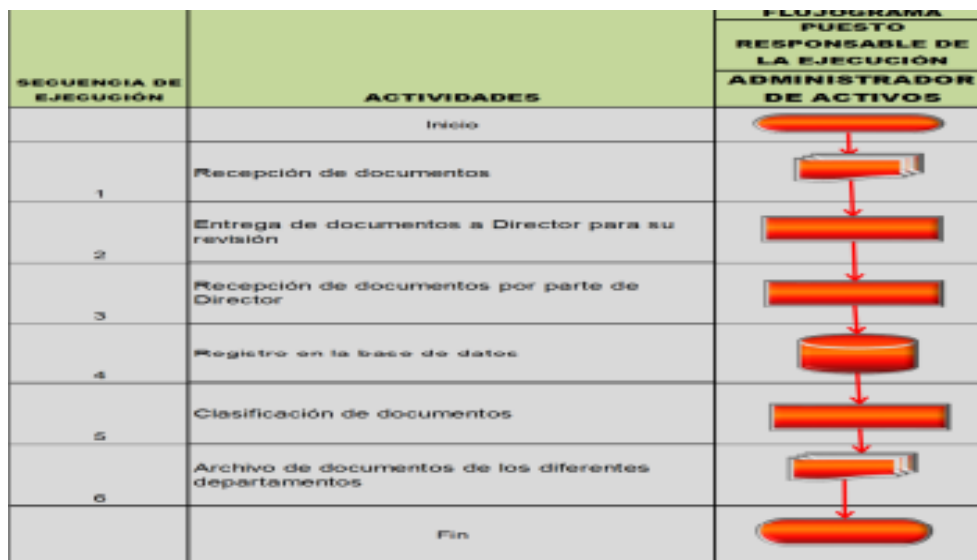 FLUJOGRAMA
PUESTO
RESPONSABLE DE
LA EJECUCIÓN
SECUENCIA DE
EJECUCIÓN
ACTIVIDADES
ADMINISTRADOR
DE ACTIVOS
Inicio
1
Recepción de documentos
2
Entrega de documentos a Director para su
revisión
3
Recepción de documentos por parte de
Director
4
Registro en la base de datos
5
Clasificación de documentos
6
Archivo de documentos de los diferentes
departamentos
Fin